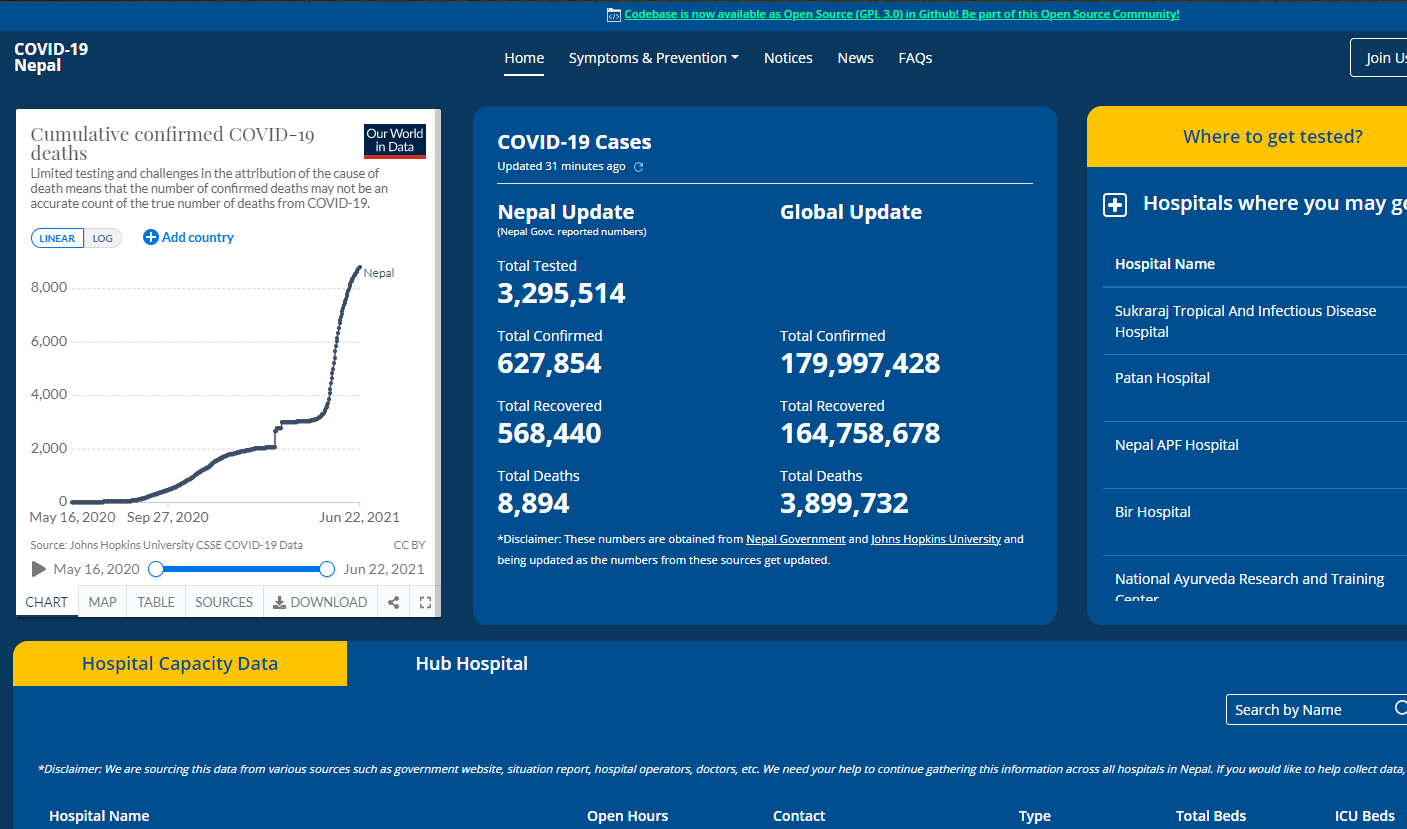 Codebase is now available as Open Source (GPL 3.0) in Github! Be part of this Open Source Community!
COVID-19
Nepal
Home
Symptoms & Prevention
Notices
News
FAQs
Join Us
Cumulative confirmed COVID-19
deaths
Our World
in Data
Limited testing and challenges in the attribution of the cause of
death means that the number of confirmed deaths may not be an
accurate count of the true number of deaths from COVID-19.
LINEAR
LOG
Add country
Nepal
8,000
6,000
4,000
2,000
0
May 16, 2020
Sep 27, 2020
Jun 22, 2021
Source: Johns Hopkins University CSSE COVID-19 Data
CC BY
May 16, 2020
Jun 22, 2021
CHART
MAP
TABLE
SOURCES
DOWNLOAD
COVID-19 Cases
Updated 31 minutes ago
Nepal Update
(Nepal Govt. reported numbers)
Total Tested
3,295,514
Total Confirmed
627,854
Total Recovered
568,440
Total Deaths
8,894
Global Update
Total Confirmed
179,997,428
Total Recovered
164,758,678
Total Deaths
3,899,732
*Disclaimer: These numbers are obtained from Nepal Government and Johns Hopkins University and
being updated as the numbers from these sources get updated.
Where to get tested?
Hospitals where you may ge
Hospital Name
Sukraraj Tropical And Infectious Disease
Hospital
Patan Hospital
Nepal APF Hospital
Bir Hospital
National Ayurveda Research and Training
Center
Hospital Capacity Data
Hub Hospital
Search by Name
*Disclaimer: We are sourcing this data from various sources such as government website, situation report, hospital operators, doctors, etc. We need your help to continue gathering this information across all hospitals in Nepal. If you would like to help collect data,
Hospital Name
Open Hours
Contact
Type
Total Beds
ICU Beds